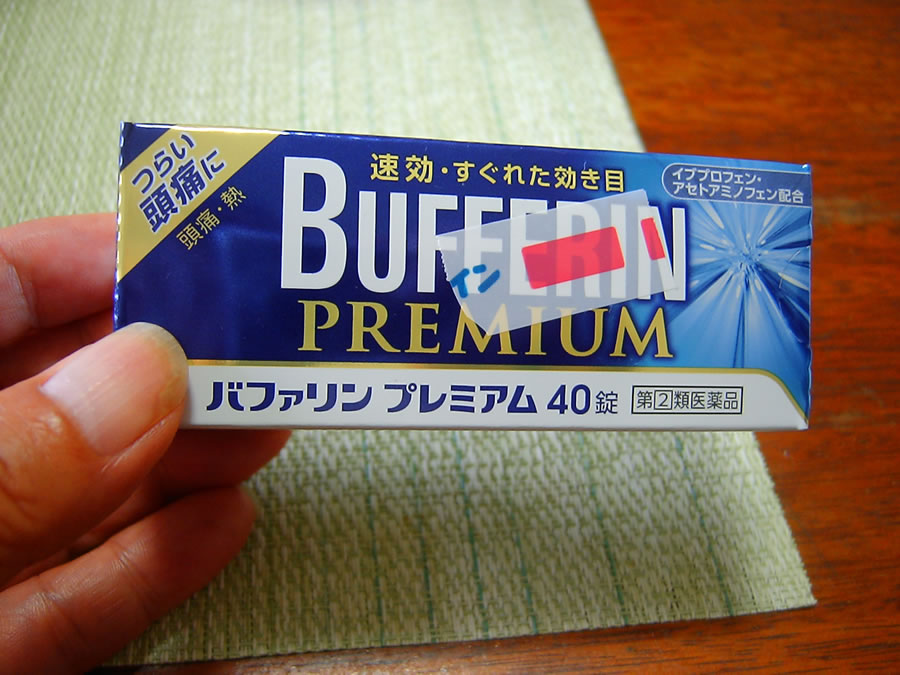 つらい
頭痛に
頭痛・熱
速効・すぐれた効き目
イブプロフェン・
アセトアミノフェン配合
BUFFERIN
イン
PREMIUM
バファリン プレミアム 40錠 指②類医薬品